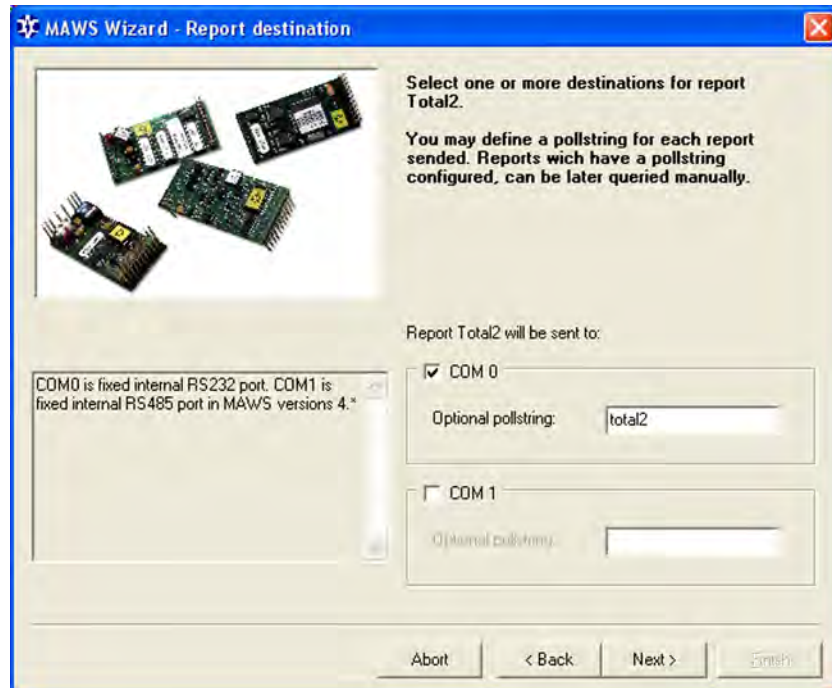 MAWS Wizard - Report destination
Select one or more destinations for report
Total2.
You may define a pollstring for each report
sended. Reports wich have a pollstring
configured, can be later queried manually.
Report Total2 will be sent to:
COM0 is fixed internal RS232 port. COM1 is
fixed internal RS485 port in MAWS versions 4.*
COM 0
Optional pollstring:
total2
COM 1
Optional pollstring:
Abort
< Back
Next >
Finish